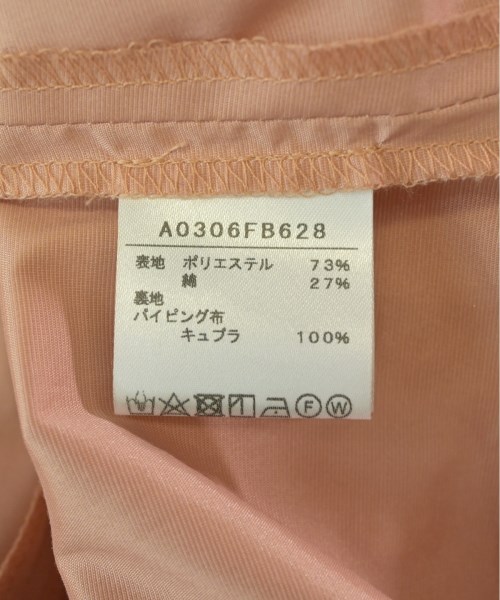 A0306FB628
表地 ポリエステル 73%
綿 27%
裏地
パイピング布
キュプラ 100%
F W